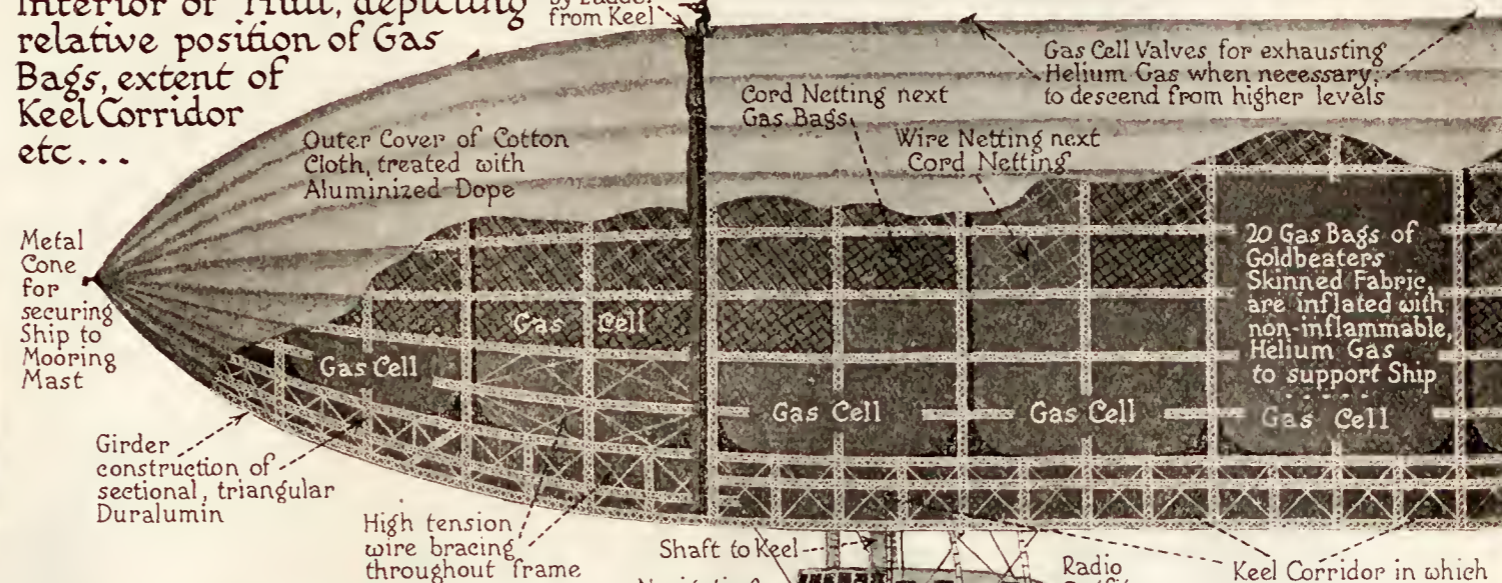 Interior of Hull, depicting
relative position of Gas
Bags, extent of
Keel Corridor
etc...
by Ladder
from Keel
Gas Cell Valves for exhausting
Helium Gas when necessary,
to descend from higher levels
Cord Netting next
Gas Bags
Wire Netting next
Cord Netting
Outer Cover of Cotton
Cloth, treated with
Aluminized Dope
Metal
Cone
for
securing
Ship to
Mooring
Mast
20 Gas Bags of
Goldbeaters
Skinned Fabric,
are inflated with
non-inflammable,
Helium Gas
to support Ship
Gas Cell
Gas Cell
Gas Cell
Gas Cell
Gas Cell
Girder
construction of
sectional, triangular
Duralumin
High tension
wire bracing
throughout frame
Shaft to Keel
Radio
Keel Corridor in which